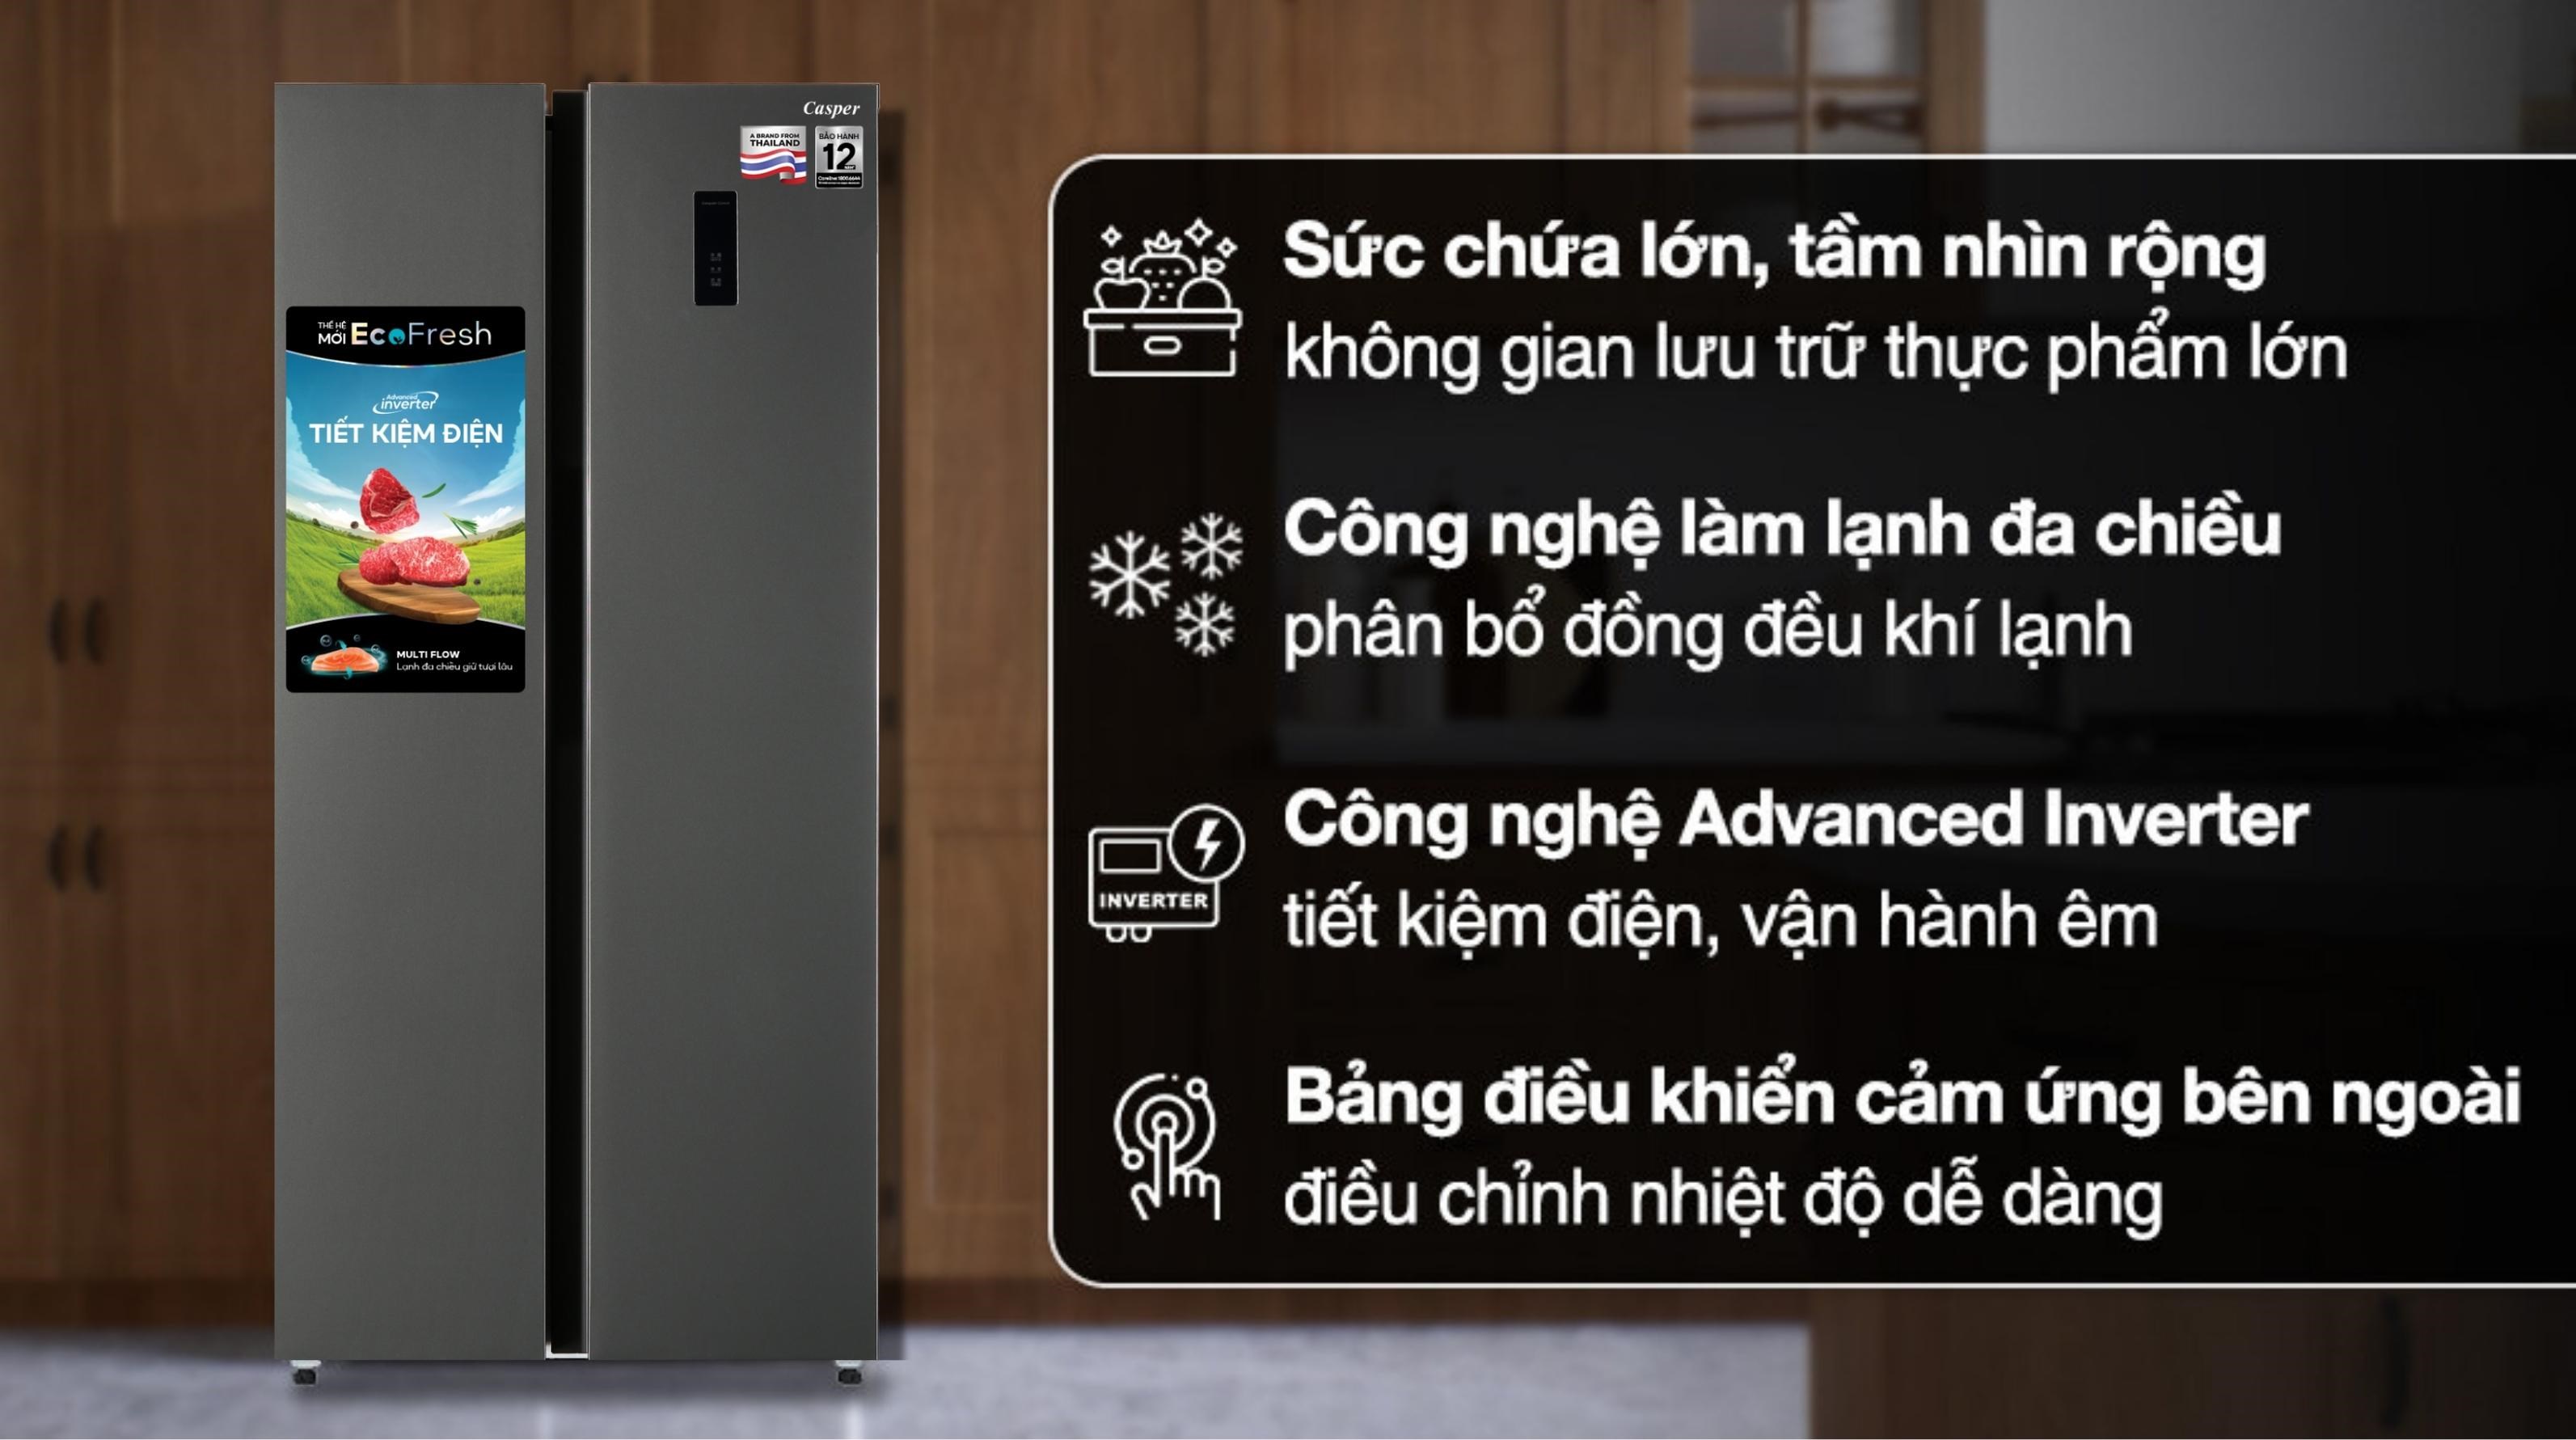 Casper
A BRAND FROM
THAILAND
BẢO HÀNH
12
THẾ HỆ
MỚI EcoFresh
Advanced
inverter
TIẾT KIỆM ĐIỆN
MULTI FLOW
Lạnh đa chiều giữ tươi lâu
Sức chứa lớn, tầm nhìn rộng
không gian lưu trữ thực phẩm lớn
Công nghệ làm lạnh đa chiều
phân bổ đồng đều khí lạnh
INVERTER
Công nghệ Advanced Inverter
tiết kiệm điện, vận hành êm
Bảng điều khiển cảm ứng bên ngoài
điều chỉnh nhiệt độ dễ dàng